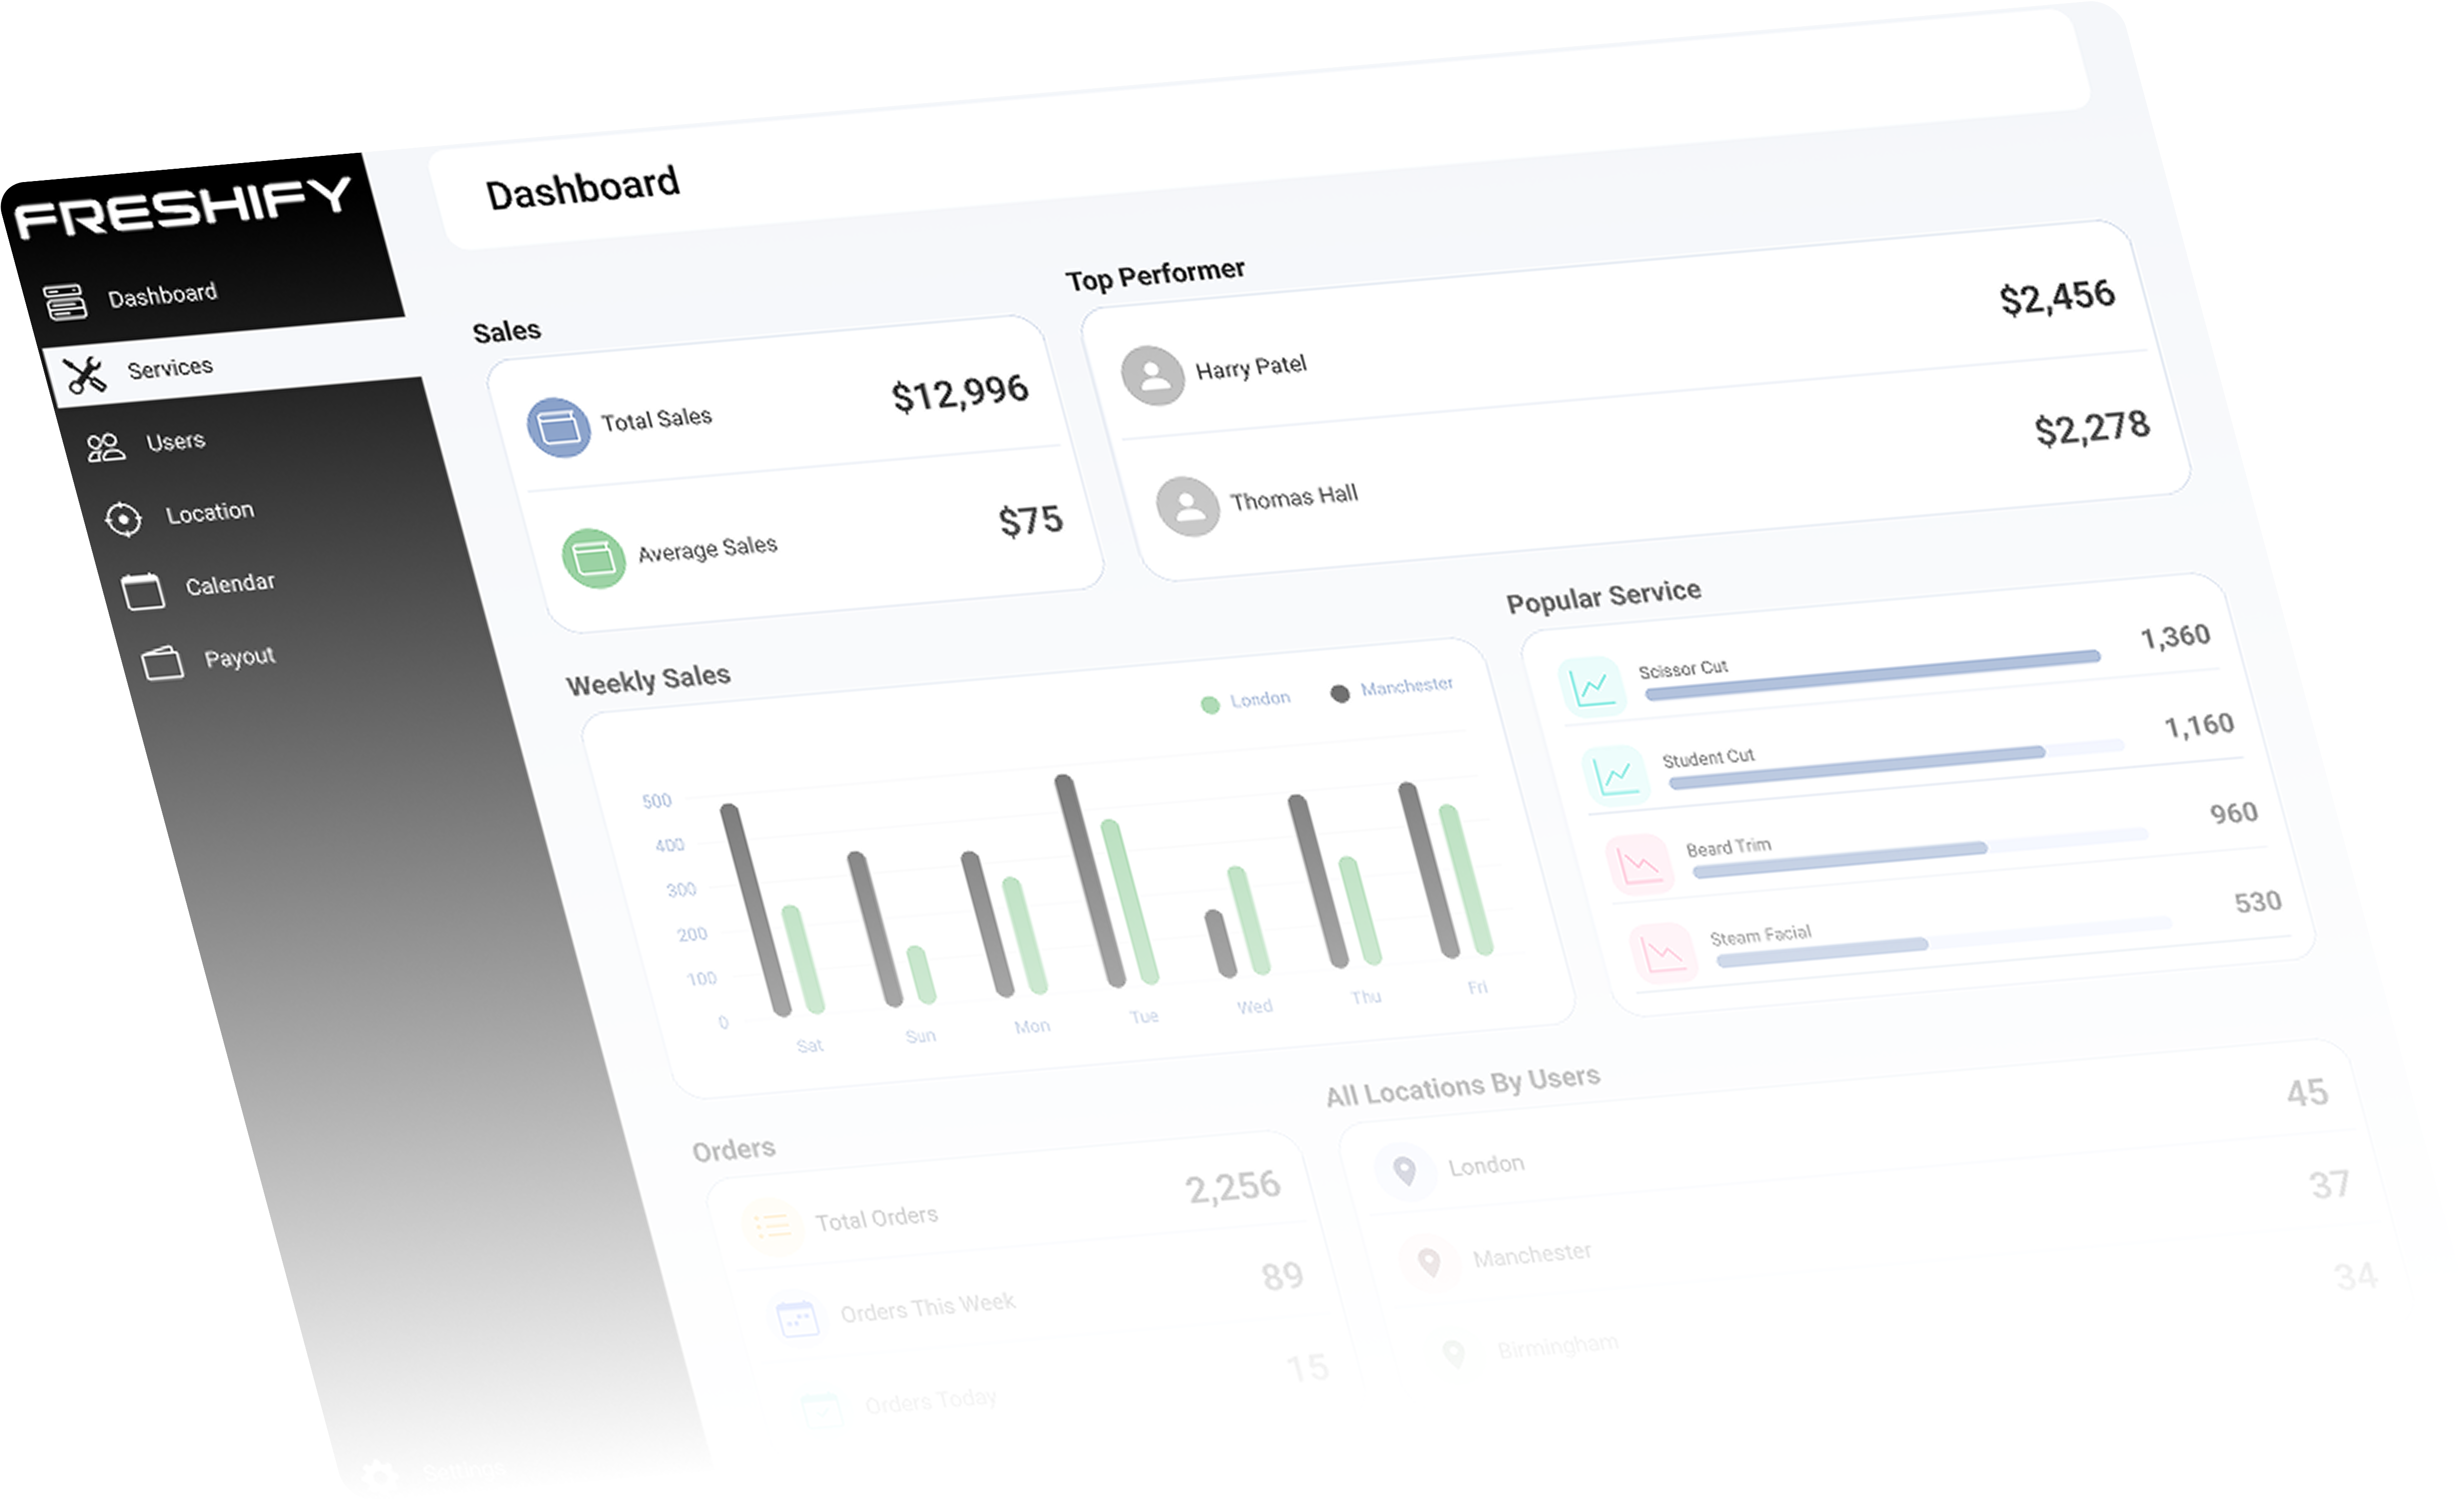 FRESHIFY
Dashboard
Services
Users
Location
Calendar
Payout
Settings
Dashboard
Sales
Total Sales
$12,996
Average Sales
$75
Top Performer
Harry Patel
$2,456
Thomas Hall
$2,278
Weekly Sales
London
Manchester
500
400
300
200
100
0
Sat
Sun
Mon
Tue
Wed
Thu
Fri
Popular Service
Scissor Cut
1,360
Student Cut
1,160
Beard Trim
960
Steam Facial
530
Orders
Total Orders
2,256
Orders This Week
89
Orders Today
15
All Locations By Users
London
45
Manchester
37
Birmingham
34